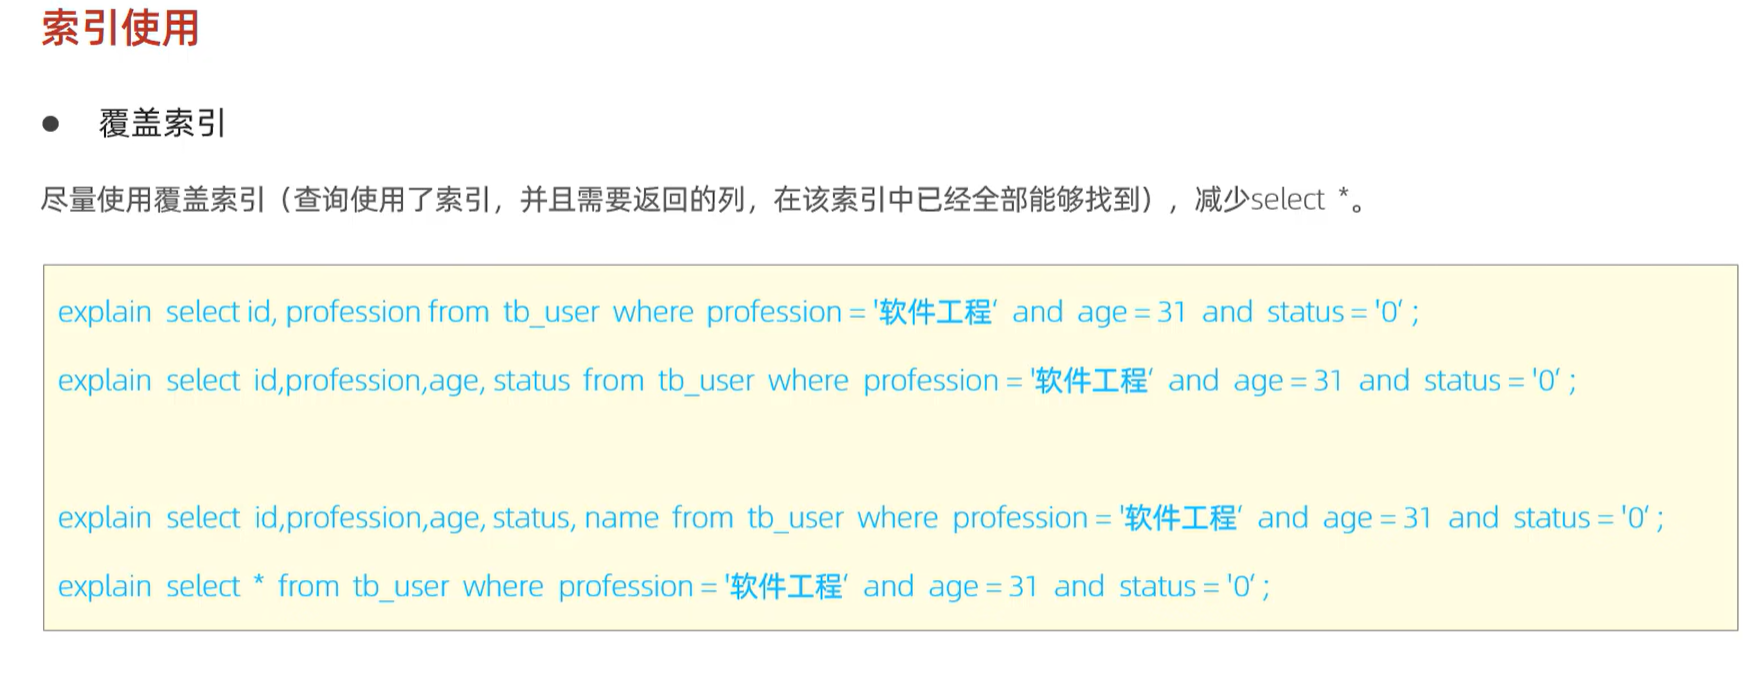 索引使用
● 覆盖索引
尽量使用覆盖索引（查询使用了索引，并且需要返回的列，在该索引中已经全部能够找到），减少select *。
explain select id, profession from tb_user where profession = '软件工程‘ and age = 31 and status = '0‘ ;
explain select id,profession,age, status from tb_user where profession = '软件工程‘ and age = 31 and status = '0‘ ;
explain select id,profession,age, status, name from tb_user where profession = '软件工程‘ and age = 31 and status = '0‘ ;
explain select * from tb_user where profession = '软件工程‘ and age = 31 and status = '0‘ ;